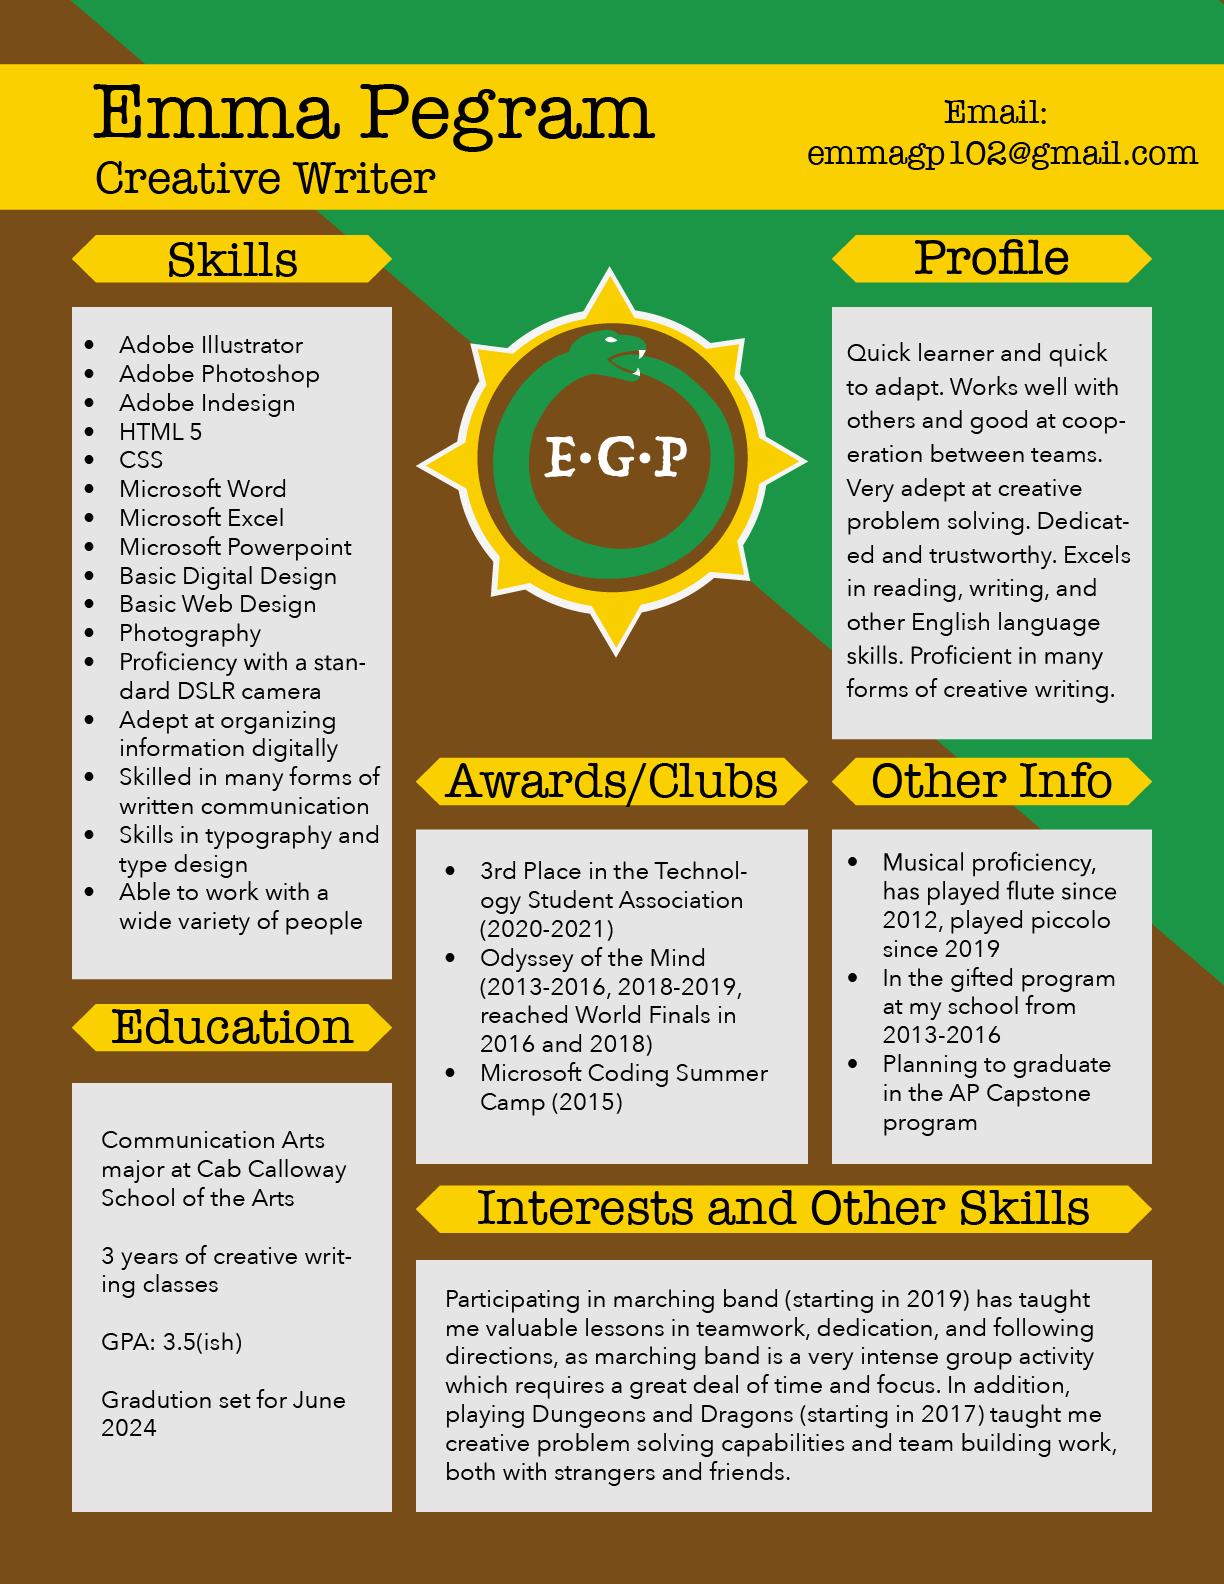 Emma Pegram
Creative Writer
Email:
emmagp102@gmail.com
Skills
• Adobe Illustrator
• Adobe Photoshop
• Adobe Indesign
• HTML 5
• CSS
• Microsoft Word
• Microsoft Excel
• Microsoft Powerpoint
• Basic Digital Design
• Basic Web Design
• Photography
• Proficiency with a stan-
dard DSLR camera
• Adept at organizing
information digitally
• Skilled in many forms of
written communication
• Skills in typography and
type design
• Able to work with a
wide variety of people
Education
Communication Arts
major at Cab Calloway
School of the Arts
3 years of creative writ-
ing classes
GPA: 3.5(ish)
Gradution set for June
2024
E·G·P
Profile
Quick learner and quick
to adapt. Works well with
others and good at coop-
eration between teams.
Very adept at creative
problem solving. Dedicat-
ed and trustworthy. Excels
in reading, writing, and
other English language
skills. Proficient in many
forms of creative writing.
Awards/Clubs
• 3rd Place in the Technol-
ogy Student Association
(2020-2021)
• Odyssey of the Mind
(2013-2016, 2018-2019,
reached World Finals in
2016 and 2018)
• Microsoft Coding Summer
Camp (2015)
Other Info
• Musical proficiency,
has played flute since
2012, played piccolo
since 2019
• In the gifted program
at my school from
2013-2016
• Planning to graduate
in the AP Capstone
program
Interests and Other Skills
Participating in marching band (starting in 2019) has taught
me valuable lessons in teamwork, dedication, and following
directions, as marching band is a very intense group activity
which requires a great deal of time and focus. In addition,
playing Dungeons and Dragons (starting in 2017) taught me
creative problem solving capabilities and team building work,
both with strangers and friends.